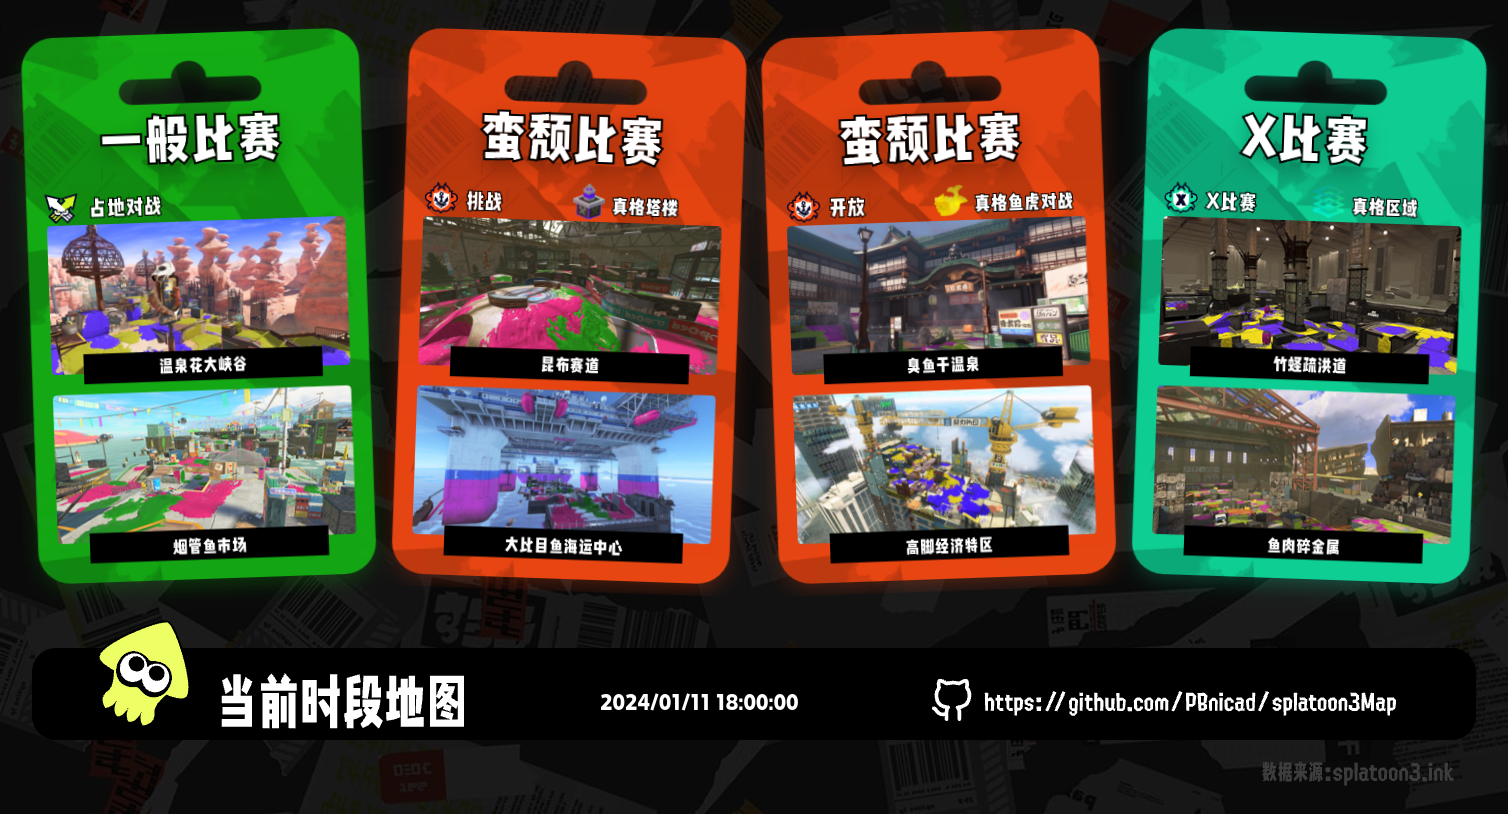 一般比赛
占地对战
温泉花大峡谷
烟管鱼市场
蛮颓比赛
挑战
真格塔楼
昆布赛道
大比目鱼海运中心
蛮颓比赛
开放
真格鱼虎对战
臭鱼干温泉
高脚经济特区
X比赛
X比赛
真格区域
竹蛏疏洪道
鱼肉碎金属
当前时段地图
2024/01/11 18:00:00
https://github.com/PBnicad/splatoon3Map
数据来源:splatoon3.ink